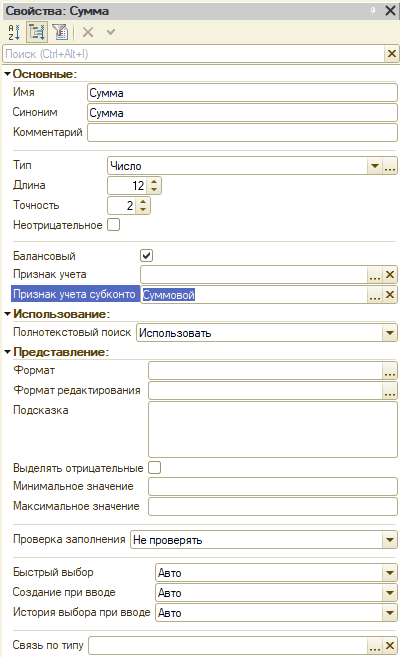 Свойства: Сумма
Поиск (Ctrl+Alt+I)
Основные:
Имя Сумма
Синоним Сумма
Комментарий
Тип Число
Длина 12
Точность 2
Неотрицательное
Балансовый
Признак учета
Признак учета субконто Суммовой
Использование:
Полнотекстовый поиск Использовать
Представление:
Формат
Формат редактирования
Подсказка
Выделять отрицательные
Минимальное значение
Максимальное значение
Проверка заполнения Не проверять
Быстрый выбор Авто
Создание при вводе Авто
История выбора при вводе Авто
Связь по типу